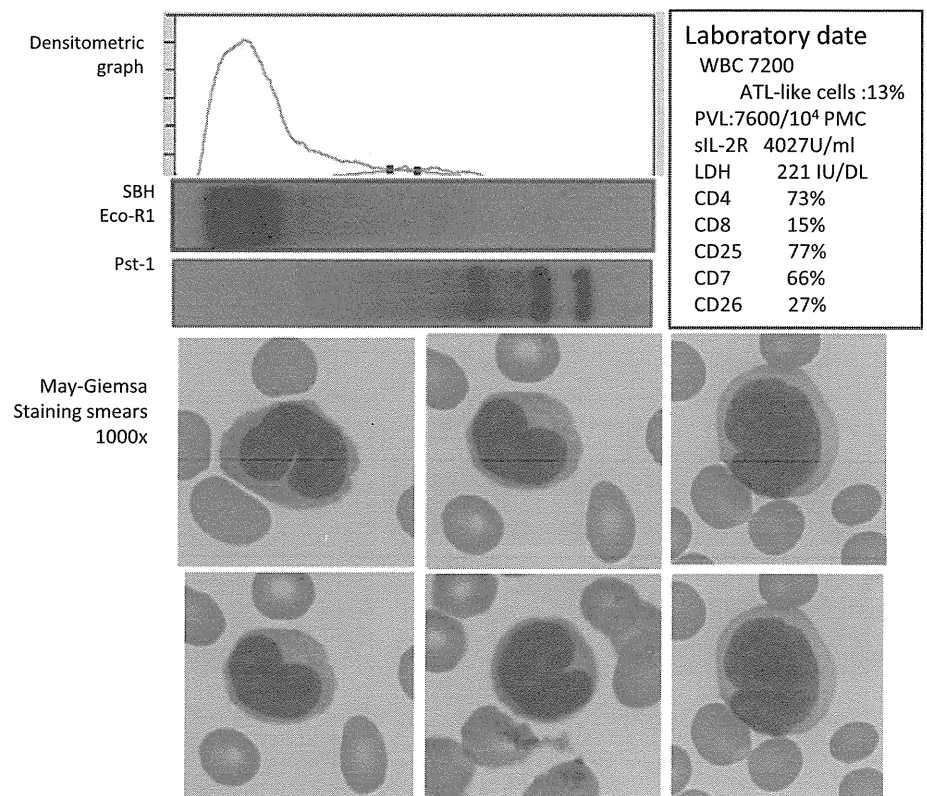 Densitometric
graph
SBH
Eco-R1
Pst-1
May-Giemsa
Staining smears
1000x
Laboratory date
WBC 7200
ATL-like cells :13%
PVL:7600/10⁴ PMC
sIL-2R 4027U/ml
LDH 221 IU/DL
CD4 73%
CD8 15%
CD25 77%
CD7 66%
CD26 27%